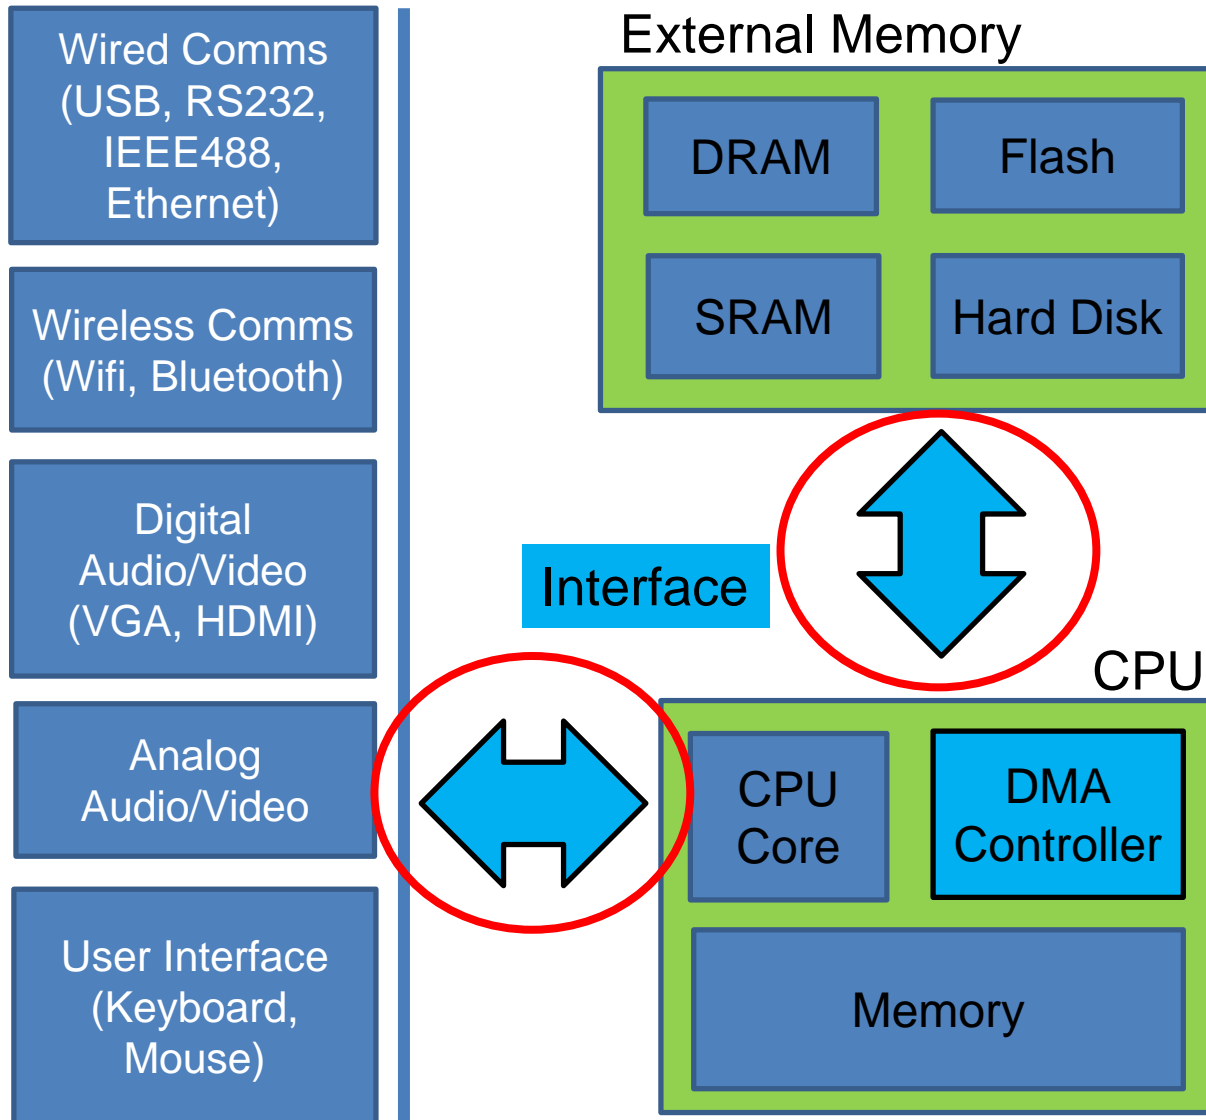 Wired Comms
(USB, RS232,
IEEE488,
Ethernet)
Wireless Comms
(Wifi, Bluetooth)
Digital
Audio/Video
(VGA, HDMI)
Analog
Audio/Video
User Interface
(Keyboard,
Mouse)
External Memory
DRAM
Flash
SRAM
Hard Disk
Interface
CPU
CPU
Core
DMA
Controller
Memory